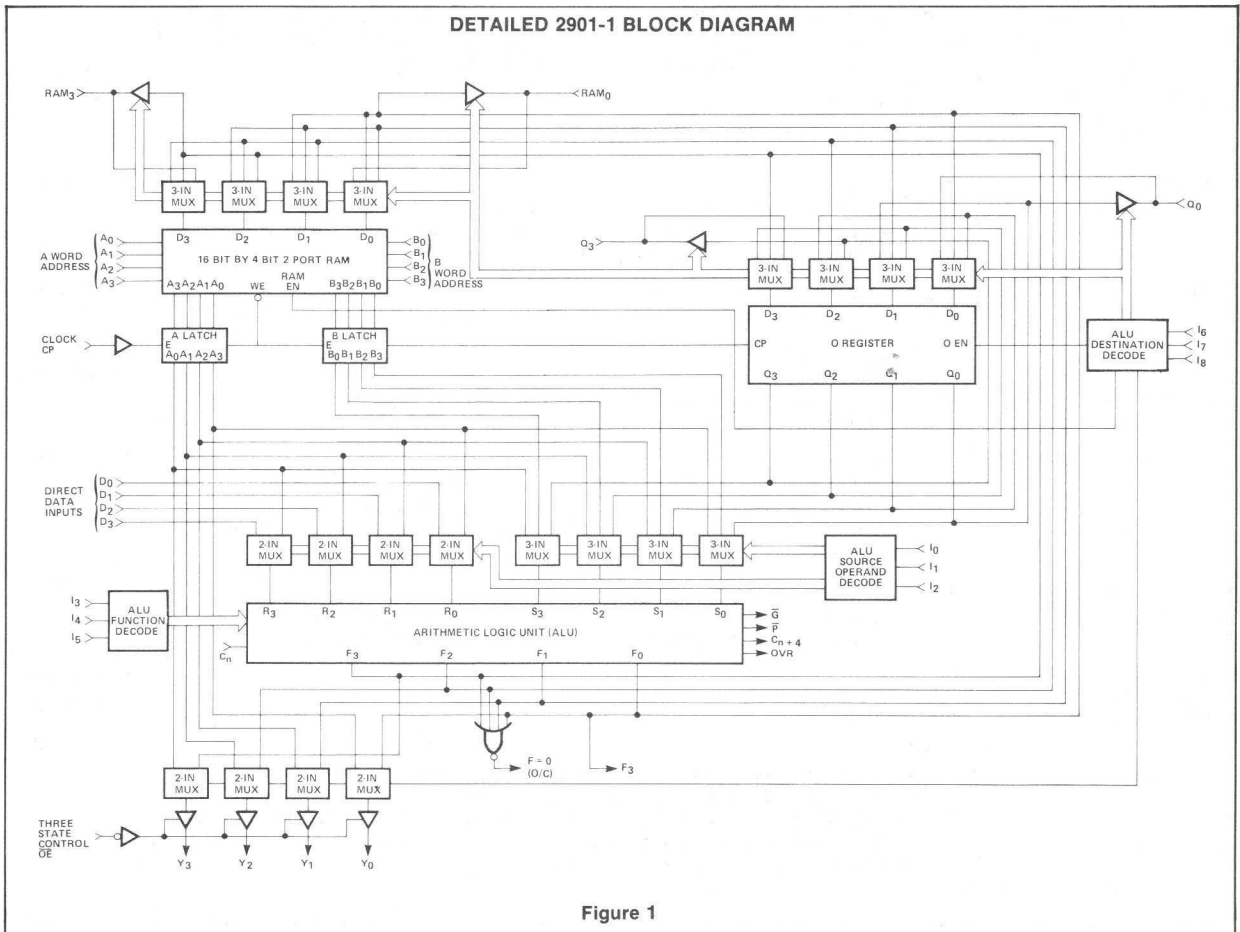 DETAILED 2901-1 BLOCK DIAGRAM
RAM3
RAM0
3-IN MUX
3-IN MUX
3-IN MUX
3-IN MUX
Q0
Q3
A WORD ADDRESS
A0
A1
A2
A3
D3 D2 D1 D0
16 BIT BY 4 BIT 2 PORT RAM
A3 A2 A1 A0
WE
RAM EN
B3 B2 B1 B0
B0
B1
B2
B3
B WORD ADDRESS
3-IN MUX
3-IN MUX
3-IN MUX
3-IN MUX
CLOCK CP
A LATCH
E
A0 A1 A2 A3
B LATCH
E
B0 B1 B2 B3
D3 D2 D1 D0
CP
O REGISTER
O EN
Q3 Q2 Q1 Q0
ALU DESTINATION DECODE
I6
I7
I8
DIRECT DATA INPUTS
D0
D1
D2
D3
2-IN MUX
2-IN MUX
2-IN MUX
2-IN MUX
3-IN MUX
3-IN MUX
3-IN MUX
3-IN MUX
ALU SOURCE OPERAND DECODE
I0
I1
I2
I3
I4
I5
ALU FUNCTION DECODE
R3 R2 R1 R0 S3 S2 S1 S0
ARITHMETIC LOGIC UNIT (ALU)
Cn
F3 F2 F1 F0
G̅
P̅
Cn + 4
OVR
F = 0
(O/C)
F3
2-IN MUX
2-IN MUX
2-IN MUX
2-IN MUX
THREE STATE CONTROL O̅E̅
Y3 Y2 Y1 Y0
Figure 1